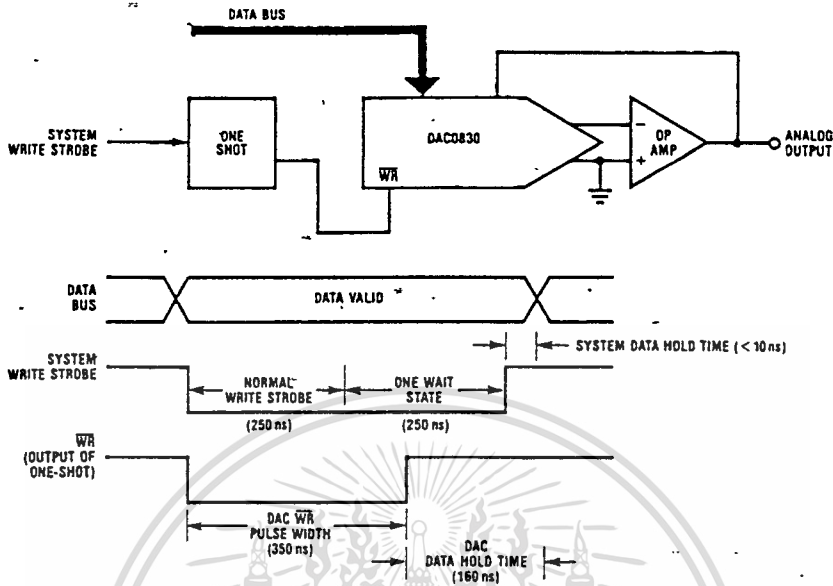 DATA BUS
SYSTEM
WRITE STROBE
ONE
SHOT
DAC0830
WR
−
+
OP
AMP
ANALOG
OUTPUT
DATA
BUS
DATA VALID
SYSTEM DATA HOLD TIME (< 10 ns)
SYSTEM
WRITE STROBE
NORMAL
WRITE STROBE
(250 ns)
ONE WAIT
STATE
(250 ns)
WR
(OUTPUT OF
ONE-SHOT)
DAC WR
PULSE WIDTH
(350 ns)
DAC
DATA HOLD TIME
(160 ns)